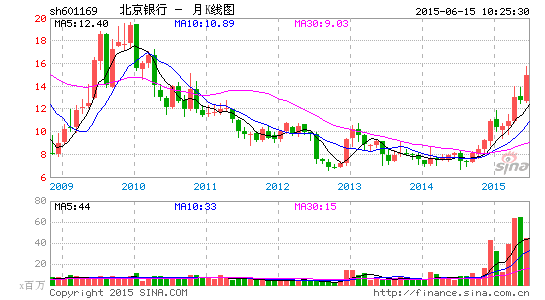 sh601169 北京银行 － 月K线图 2015-06-15 10:25:30
MA5:12.40 MA10:10.89 MA30:9.03
20
18
16
14
12
10
8
6
sina
2009 2010 2011 2012 2013 2014 2015
MA5:44 MA10:33 MA30:15
80
60
40
20
0
x百万
Copyright 2015 SINA.COM http://finance.sina.com.cn